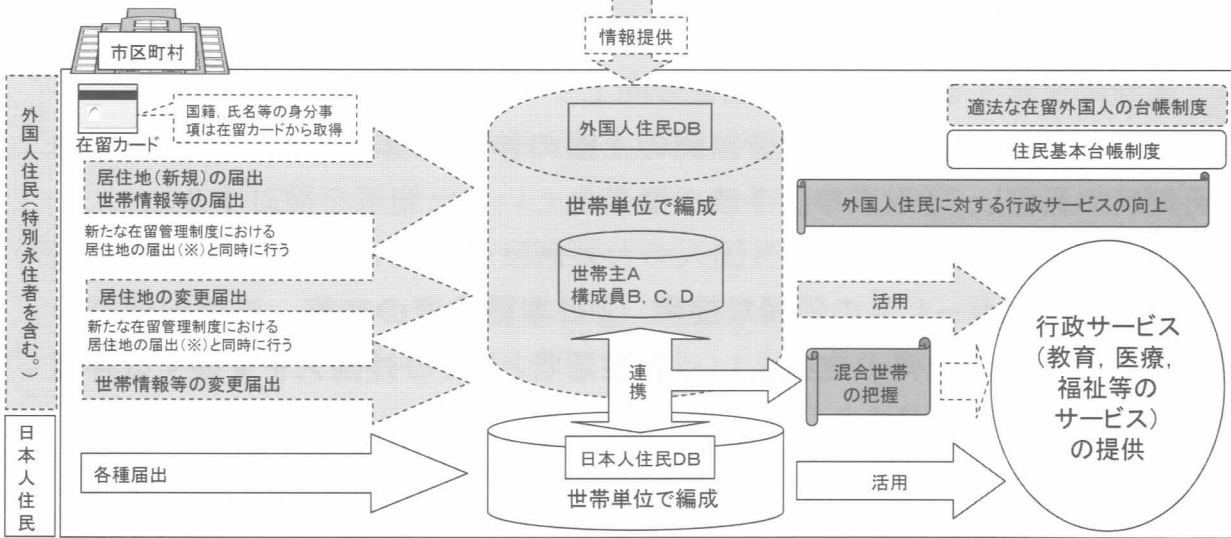 情報提供
市区町村
国籍,氏名等の身分事
項は在留カードから取得
在留カード
外国人住民(特別永住者を含む。)
居住地(新規)の届出
世帯情報等の届出
新たな在留管理制度における
居住地の届出(※)と同時に行う
居住地の変更届出
新たな在留管理制度における
居住地の届出(※)と同時に行う
世帯情報等の変更届出
日本人住民
各種届出
外国人住民DB
世帯単位で編成
世帯主A
構成員B, C, D
連携
日本人住民DB
世帯単位で編成
適法な在留外国人の台帳制度
住民基本台帳制度
外国人住民に対する行政サービスの向上
活用
混合世帯
の把握
活用
行政サービス
(教育, 医療,
福祉等の
サービス)
の提供